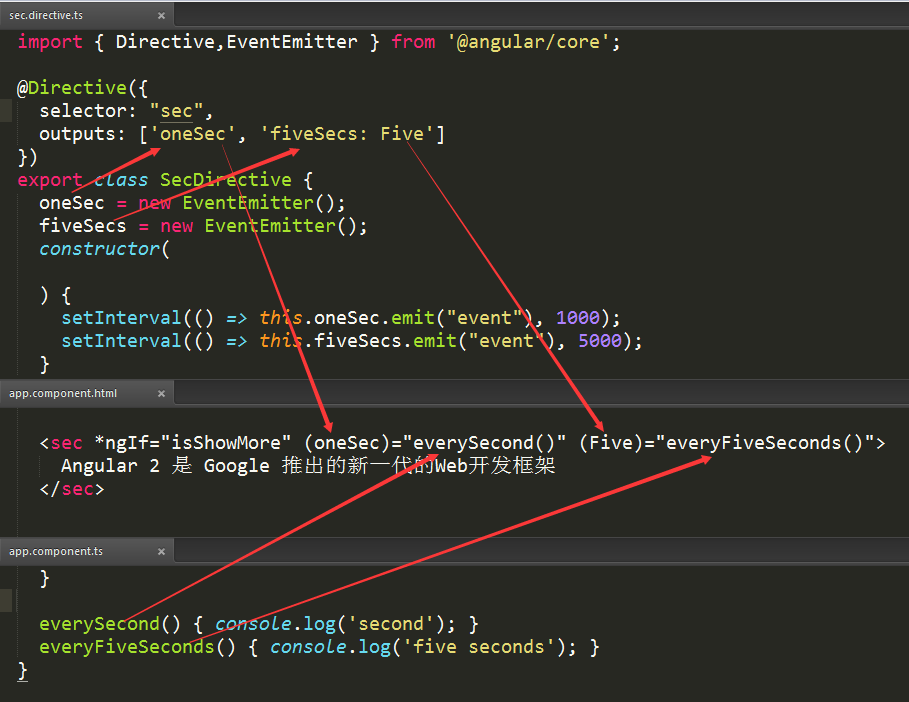 sec.directive.ts ×
import { Directive,EventEmitter } from '@angular/core';
@Directive({
selector: "sec",
outputs: ['oneSec', 'fiveSecs: Five']
})
export class SecDirective {
oneSec = new EventEmitter();
fiveSecs = new EventEmitter();
constructor(
) {
setInterval(() => this.oneSec.emit("event"), 1000);
setInterval(() => this.fiveSecs.emit("event"), 5000);
}
app.component.html ×
<sec *ngIf="isShowMore" (oneSec)="everySecond()" (Five)="everyFiveSeconds()">
Angular 2 是 Google 推出的新一代的Web开发框架
</sec>
app.component.ts ×
}
everySecond() { console.log('second'); }
everyFiveSeconds() { console.log('five seconds'); }
}